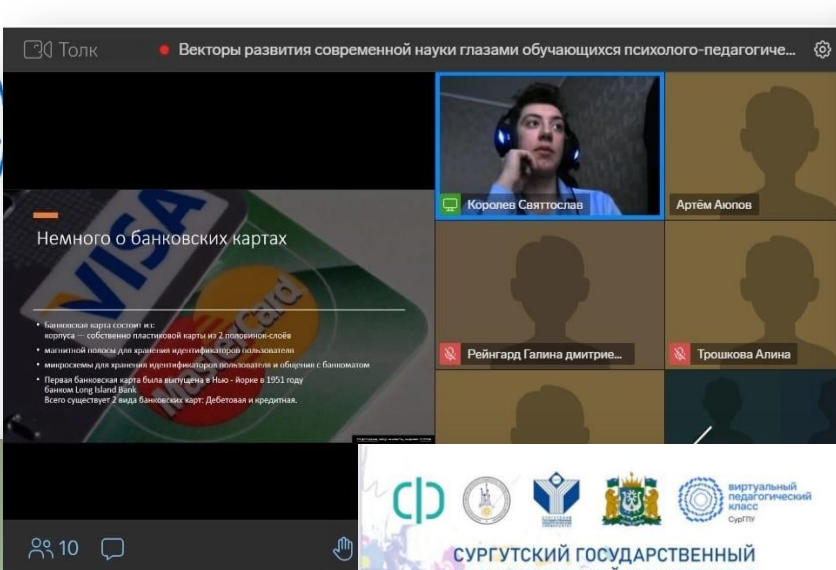 Толк
Векторы развития современной науки глазами обучающихся психолого-педагогиче...
VISA
MasterCard
Немного о банковских картах
• Банковская карта состоит из:
корпуса — собственно пластиковой карты из 2 половинок-слоёв
• магнитной полосы для хранения идентификаторов пользователя
• микросхемы для хранения идентификаторов пользователя и общения с банкоматом
• Первая банковская карта была выпущена в Нью - йорке в 1951 году
банком Long Island Bank
Всего существует 2 вида банковских карт: Дебетовая и кредитная.
Королев Святтослав
Артём Аюпов
Рейнгард Галина дмитрие...
Трошкова Алина
10
виртуальный
педагогический
класс
СурГПУ
СУРГУТСКИЙ ГОСУДАРСТВЕННЫЙ